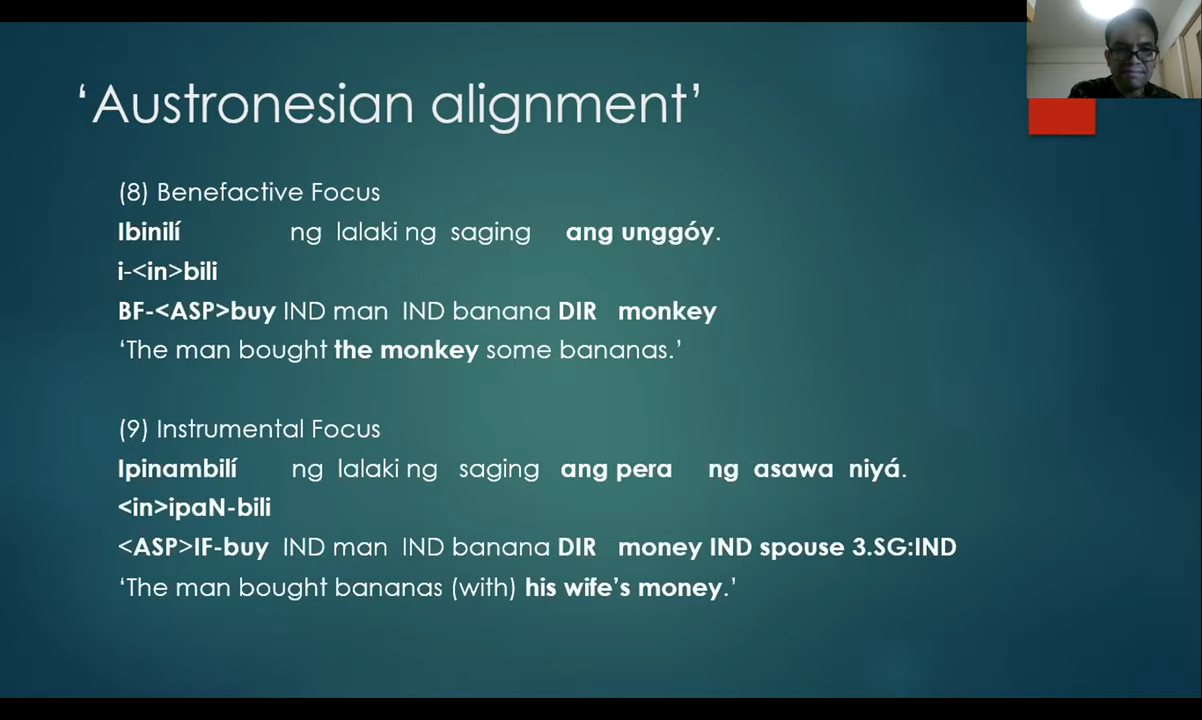 ‘Austronesian alignment’
(8) Benefactive Focus
Ibinilí ng lalaki ng saging ang unggóy.
i-<in>bili
BF-<ASP>buy IND man IND banana DIR monkey
‘The man bought the monkey some bananas.’
(9) Instrumental Focus
Ipinambilí ng lalaki ng saging ang pera ng asawa niyá.
<in>ipaN-bili
<ASP>IF-buy IND man IND banana DIR money IND spouse 3.SG:IND
‘The man bought bananas (with) his wife’s money.’